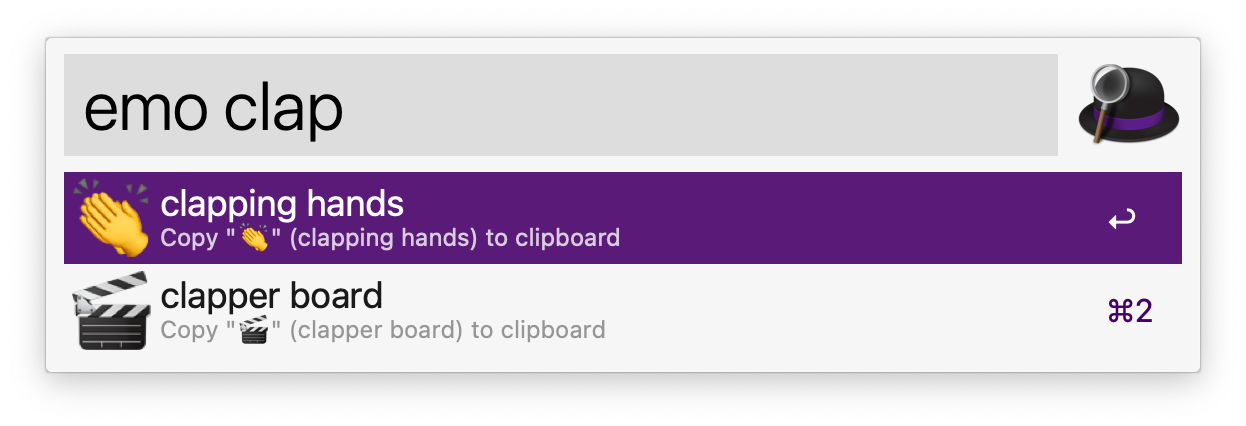 emo clap
clapping hands
Copy "👏" (clapping hands) to clipboard
↩
clapper board
Copy "🎬" (clapper board) to clipboard
⌘2